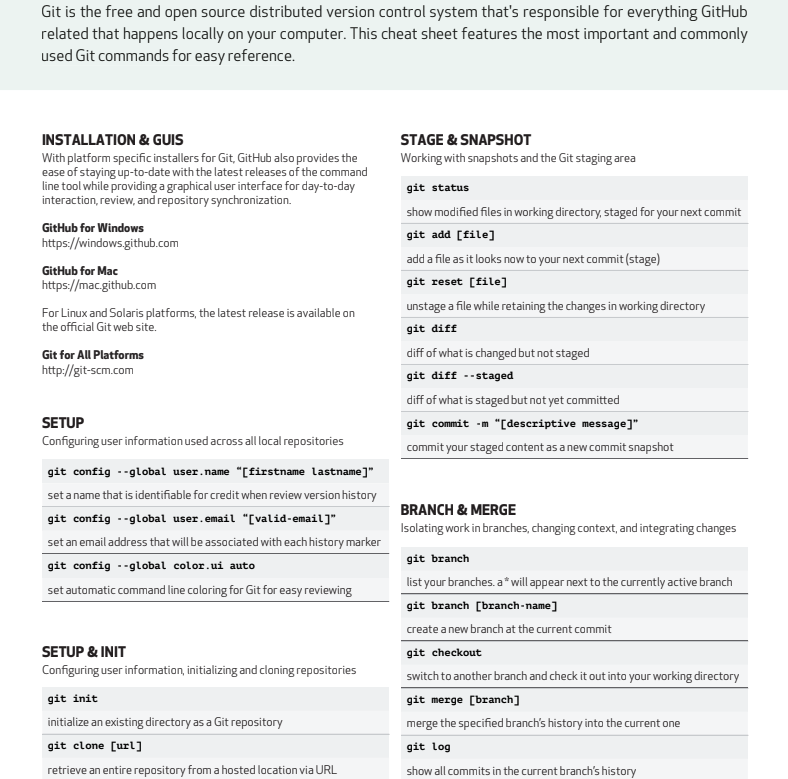 Git is the free and open source distributed version control system that's responsible for everything GitHub
related that happens locally on your computer. This cheat sheet features the most important and commonly
used Git commands for easy reference.
INSTALLATION & GUIS
With platform specific installers for Git, GitHub also provides the
ease of staying up-to-date with the latest releases of the command
line tool while providing a graphical user interface for day-to-day
interaction, review, and repository synchronization.
GitHub for Windows
https://windows.github.com
GitHub for Mac
https://mac.github.com
For Linux and Solaris platforms, the latest release is available on
the official Git web site.
Git for All Platforms
http://git-scm.com
SETUP
Configuring user information used across all local repositories
git config --global user.name "[firstname lastname]"
set a name that is identifiable for credit when review version history
git config --global user.email "[valid-email]"
set an email address that will be associated with each history marker
git config --global color.ui auto
set automatic command line coloring for Git for easy reviewing
SETUP & INIT
Configuring user information, initializing and cloning repositories
git init
initialize an existing directory as a Git repository
git clone [url]
retrieve an entire repository from a hosted location via URL
STAGE & SNAPSHOT
Working with snapshots and the Git staging area
git status
show modified files in working directory, staged for your next commit
git add [file]
add a file as it looks now to your next commit (stage)
git reset [file]
unstage a file while retaining the changes in working directory
git diff
diff of what is changed but not staged
git diff --staged
diff of what is staged but not yet committed
git commit -m "[descriptive message]"
commit your staged content as a new commit snapshot
BRANCH & MERGE
Isolating work in branches, changing context, and integrating changes
git branch
list your branches. a * will appear next to the currently active branch
git branch [branch-name]
create a new branch at the current commit
git checkout
switch to another branch and check it out into your working directory
git merge [branch]
merge the specified branch's history into the current one
git log
show all commits in the current branch's history